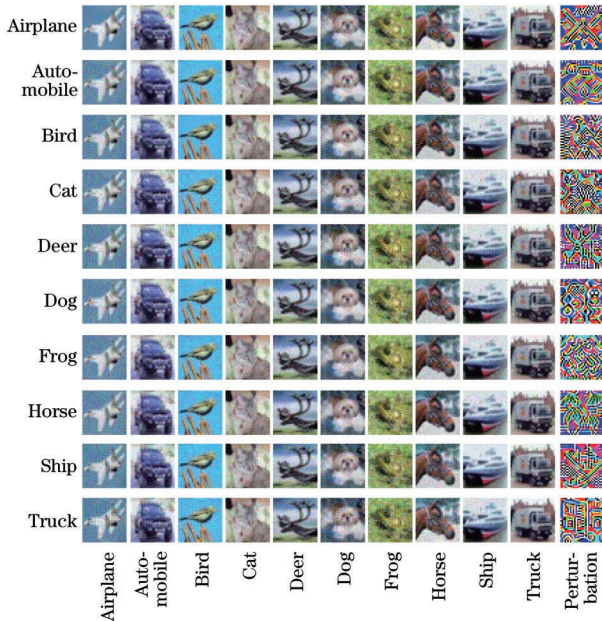 Airplane
Auto-
mobile
Bird
Cat
Deer
Dog
Frog
Horse
Ship
Truck
Airplane
Auto-
mobile
Bird
Cat
Deer
Dog
Frog
Horse
Ship
Truck
Pertur-
bation